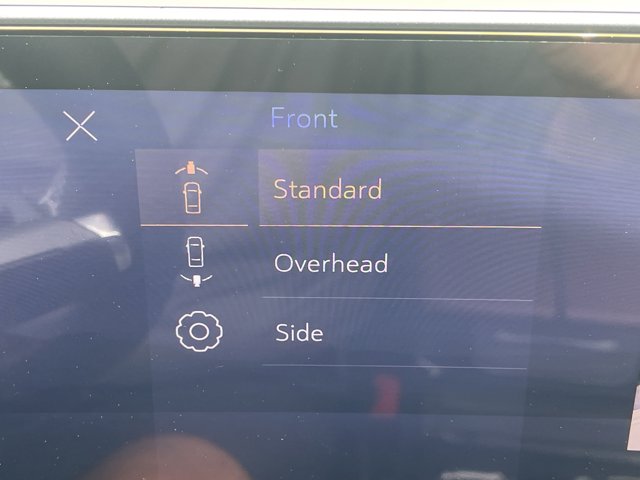 Front
Standard
Overhead
Side